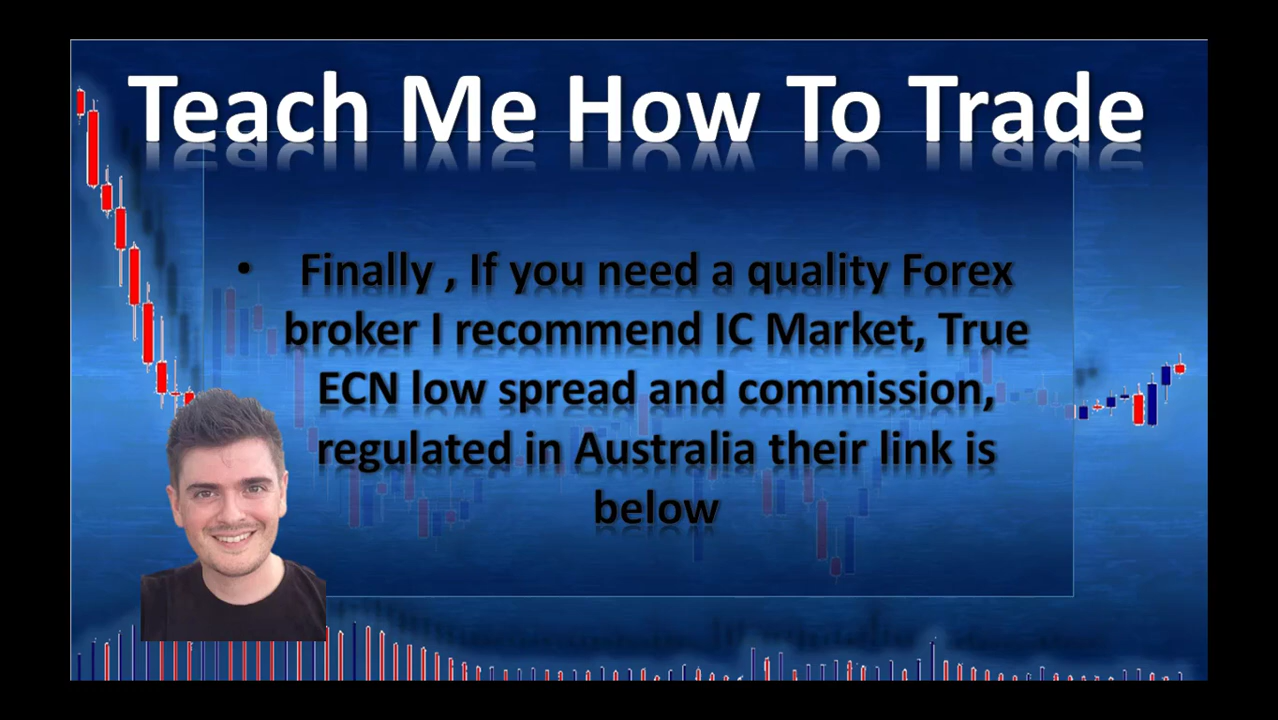 Teach Me How To Trade
• Finally , If you need a quality Forex
broker I recommend IC Market, True
ECN low spread and commission,
regulated in Australia their link is
below